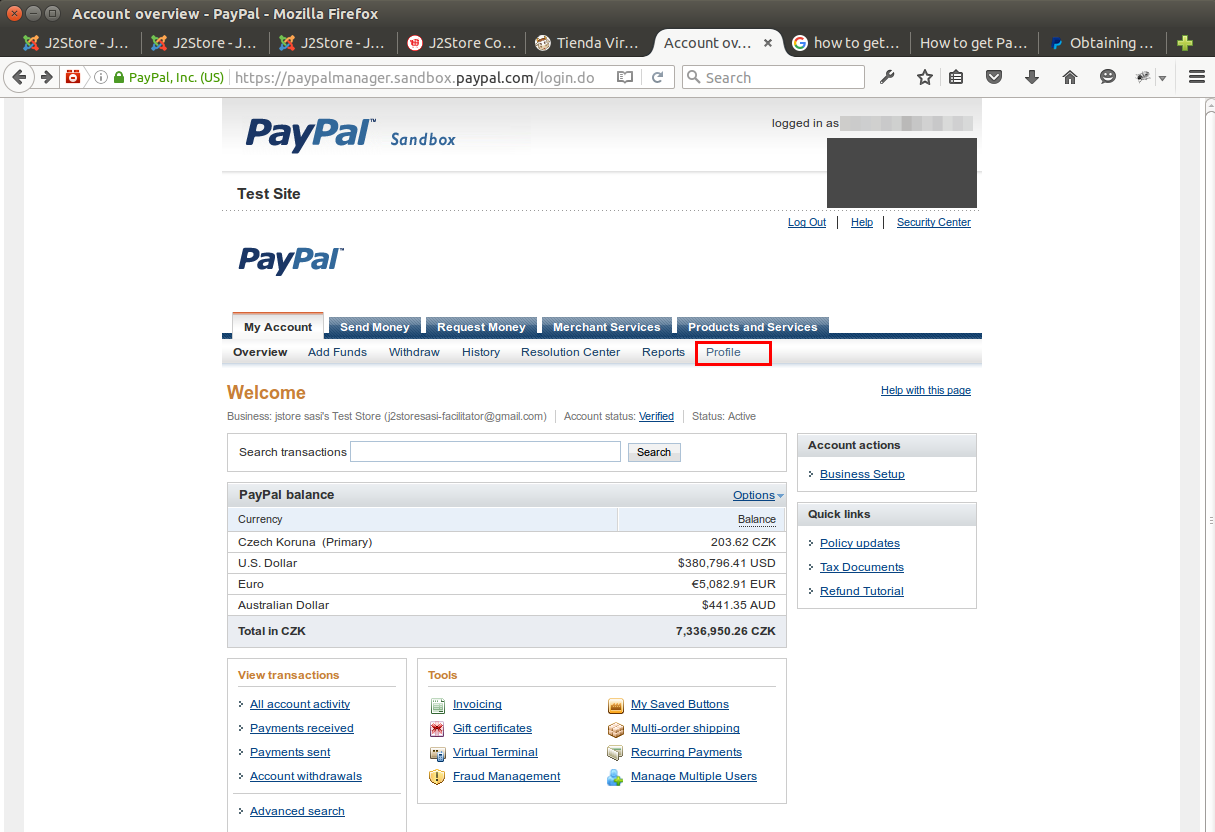 Account overview - PayPal - Mozilla Firefox
J2Store - J... J2Store - J... J2Store - J... J2Store Co... Tienda Vir... Account ov... how to get... How to get Pa... Obtaining ...
PayPal, Inc. (US) https://paypalmanager.sandbox.paypal.com/login.do Search
PayPal™ Sandbox
logged in as
Test Site
Log Out Help Security Center
PayPal™
My Account Send Money Request Money Merchant Services Products and Services
Overview Add Funds Withdraw History Resolution Center Reports Profile
Welcome
Help with this page
Business: jstore sasi's Test Store (j2storesasi-facilitator@gmail.com) Account status: Verified Status: Active
Search transactions Search
Account actions
Business Setup
PayPal balance Options
Currency Balance
Czech Koruna (Primary) 203.62 CZK
U.S. Dollar $380,796.41 USD
Euro €5,082.91 EUR
Australian Dollar $441.35 AUD
Total in CZK 7,336,950.26 CZK
Quick links
Policy updates
Tax Documents
Refund Tutorial
View transactions
All account activity
Payments received
Payments sent
Account withdrawals
Advanced search
Tools
Invoicing My Saved Buttons
Gift certificates Multi-order shipping
Virtual Terminal Recurring Payments
Fraud Management Manage Multiple Users